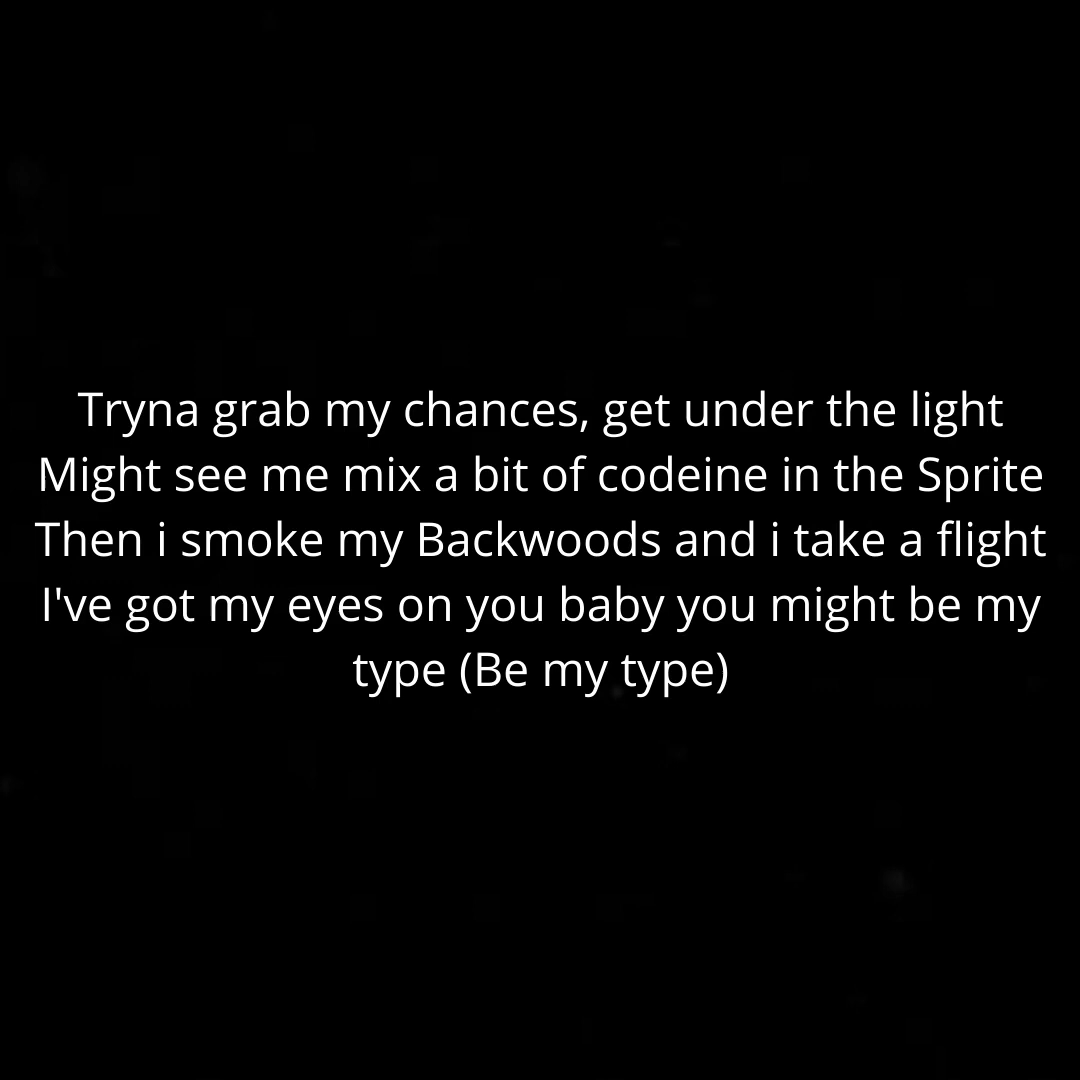 Tryna grab my chances, get under the light
Might see me mix a bit of codeine in the Sprite
Then i smoke my Backwoods and i take a flight
I've got my eyes on you baby you might be my
type (Be my type)